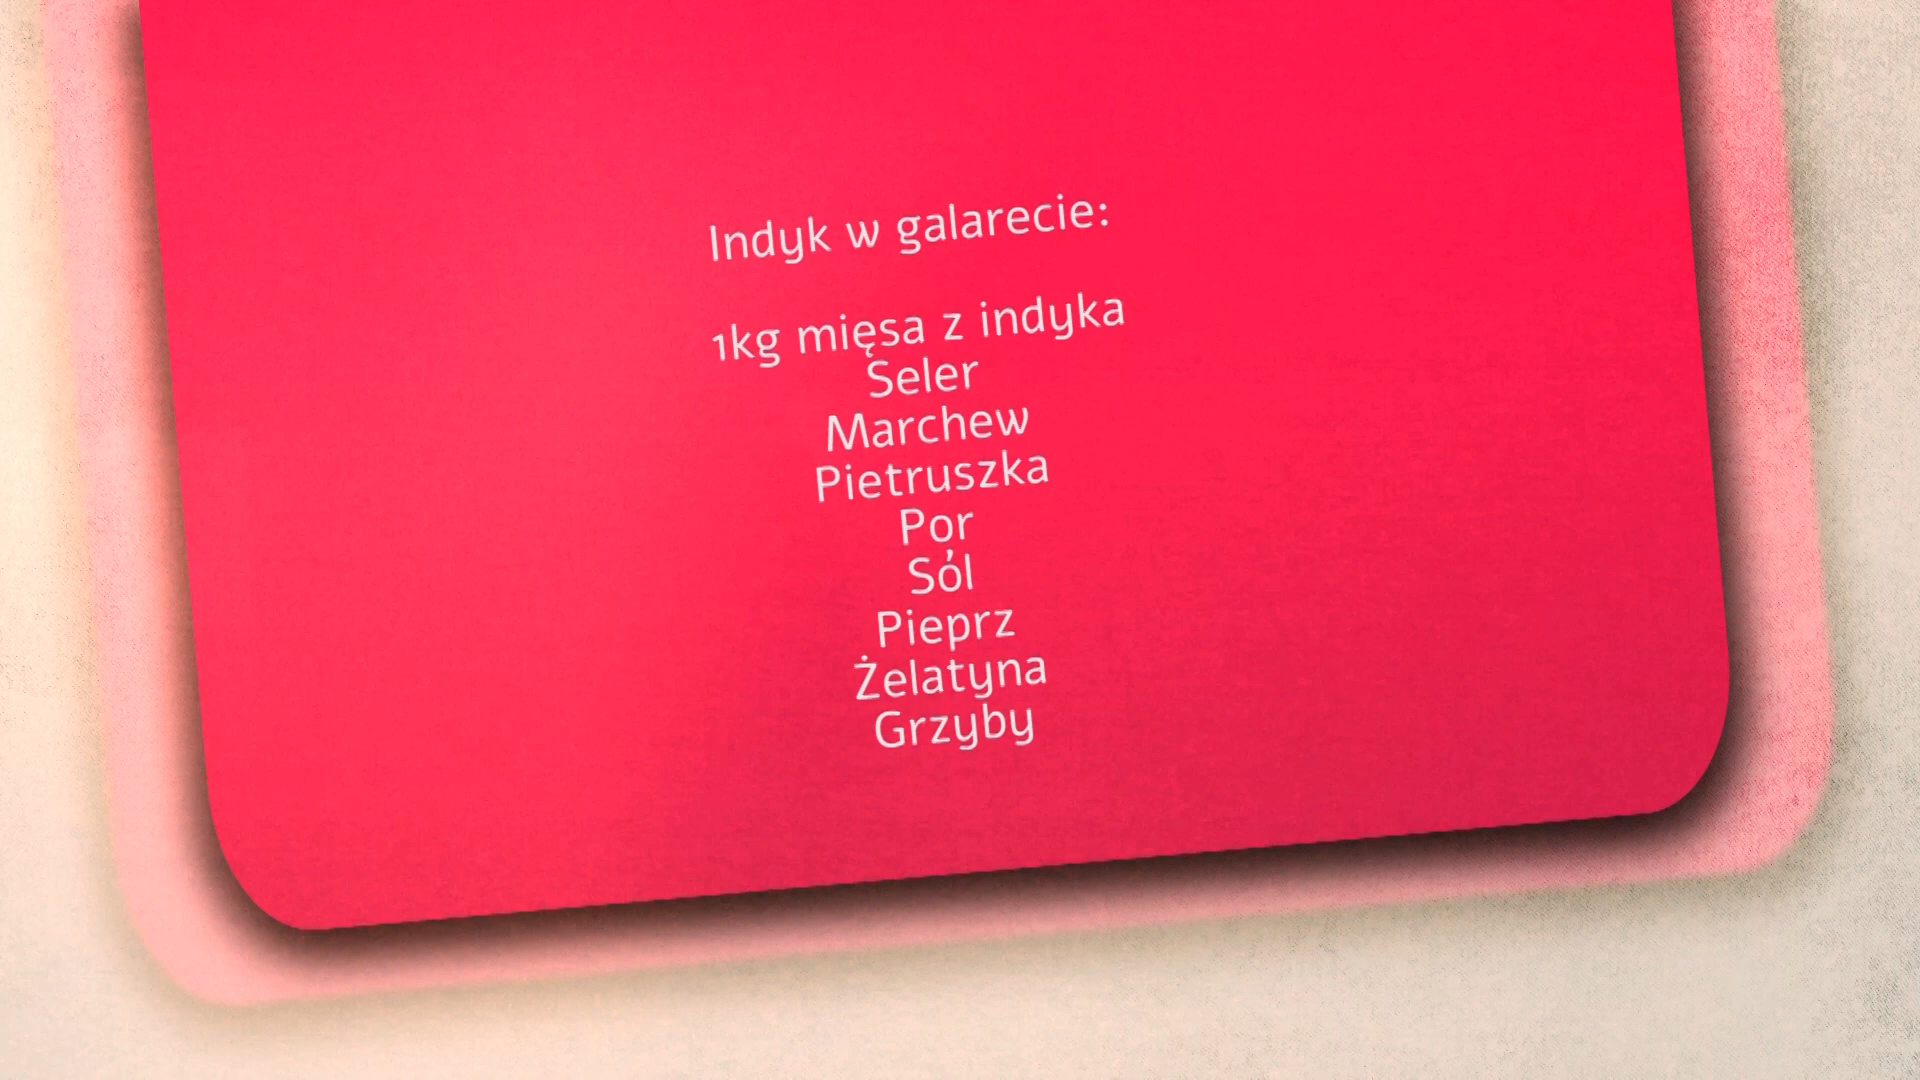 Indyk w galarecie:
1kg mięsa z indyka
Seler
Marchew
Pietruszka
Por
Sól
Pieprz
Żelatyna
Grzyby